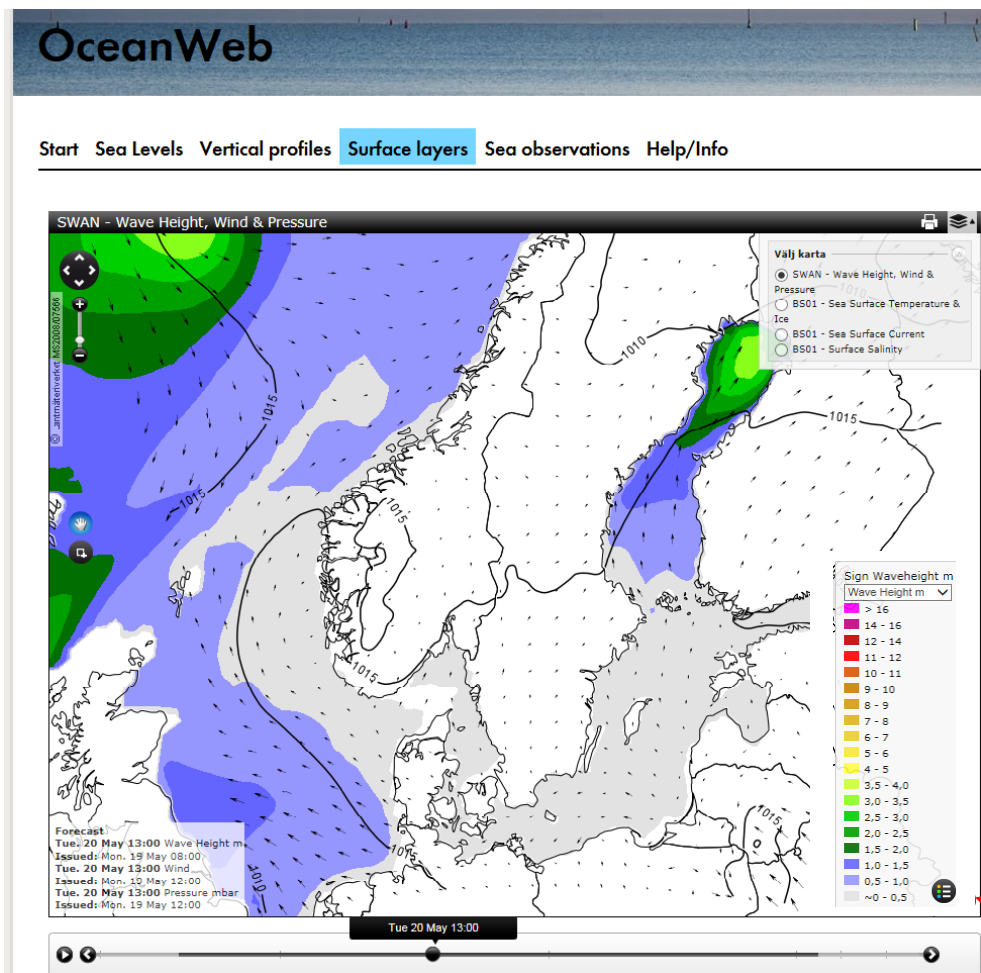 OceanWeb
Start Sea Levels Vertical profiles Surface layers Sea observations Help/Info
SWAN - Wave Height, Wind & Pressure
Välj karta
SWAN - Wave Height, Wind &
Pressure
BS01 - Sea Surface Temperature &
Ice
BS01 - Sea Surface Current
BS01 - Surface Salinity
1010
1010
© Lantmäteriverket MS2008/07666
1015
1015
1015
1015
1015
Sign Waveheight m
Wave Height m
> 16
14 - 16
12 - 14
11 - 12
10 - 11
9 - 10
8 - 9
7 - 8
6 - 7
5 - 6
4 - 5
3,5 - 4,0
3,0 - 3,5
2,5 - 3,0
2,0 - 2,5
1,5 - 2,0
1,0 - 1,5
0,5 - 1,0
~0 - 0,5
1015
1015
1010
Forecast
Tue. 20 May 13:00 Wave Height m
Issued: Mon. 19 May 08:00
Tue. 20 May 13:00 Wind
Issued: Mon. 19 May 12:00
Tue. 20 May 13:00 Pressure mbar
Issued: Mon. 19 May 12:00
Tue 20 May 13:00